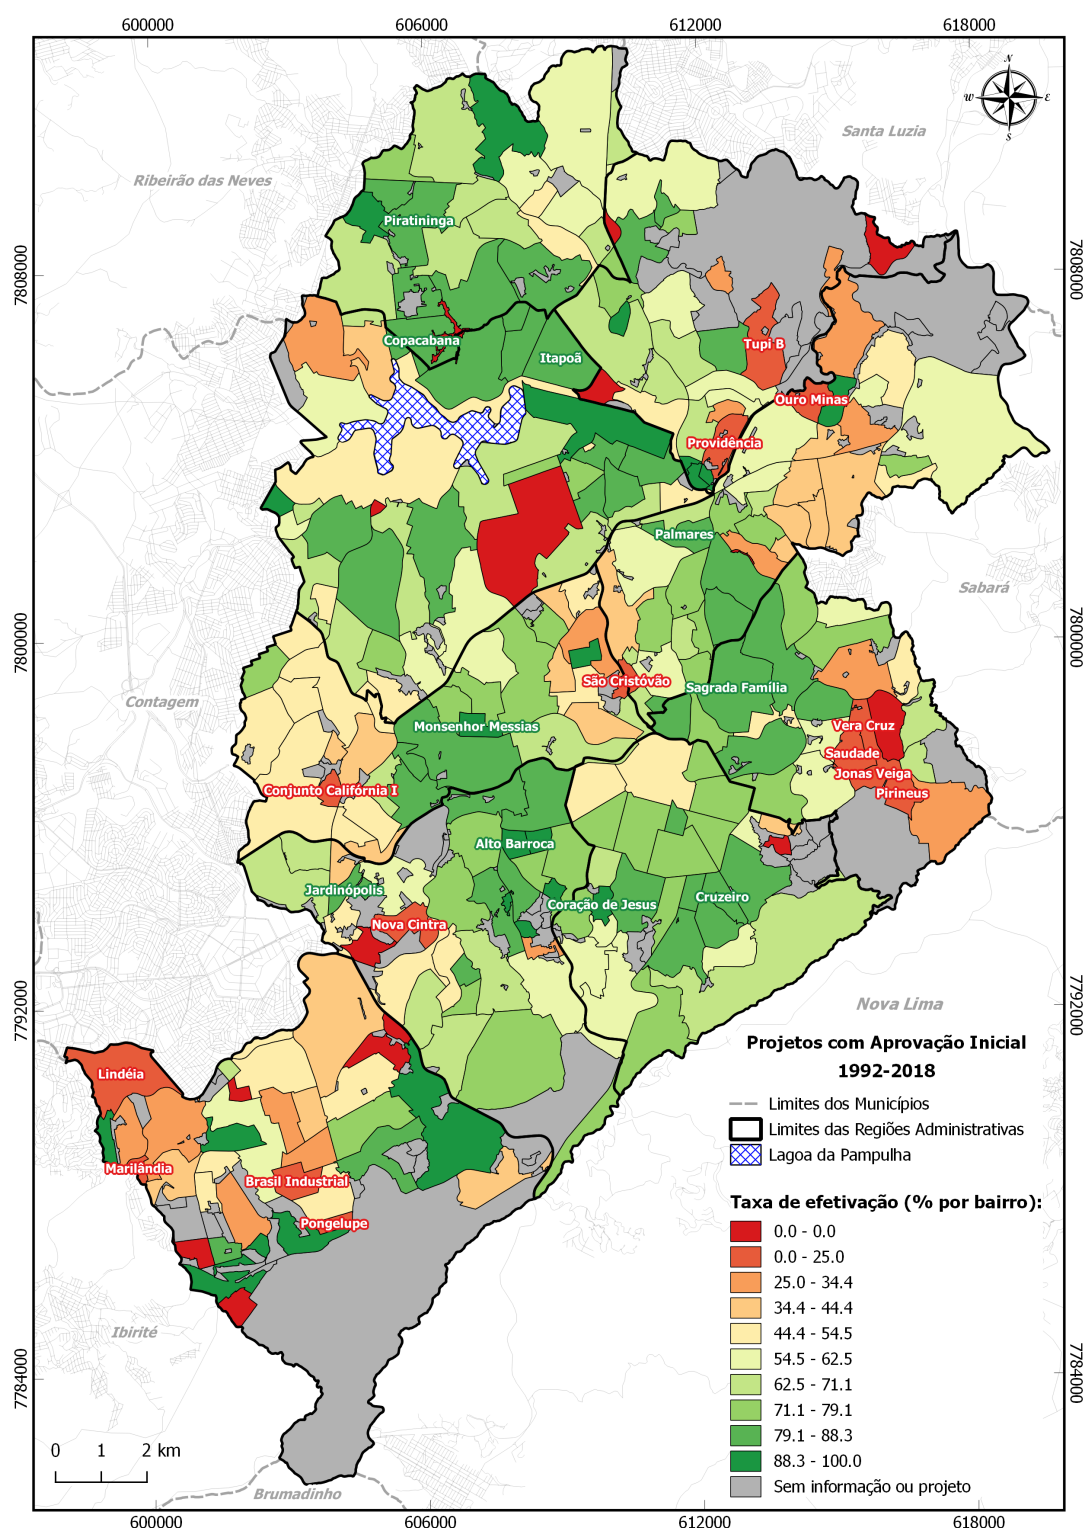 600000 606000 612000 618000
N
W E
S
Santa Luzia
Ribeirão das Neves
Piratininga
7808000 7808000
Copacabana
Tupi B
Itapoã
Ouro Minas
Providência
Palmares
Sabará
7800000 7800000
São Cristóvão
Sagrada Família
Contagem
Monsenhor Messias
Vera Cruz
Saudade
Jonas Veiga
Conjunto Califórnia I
Pirineus
Alto Barroca
Jardinópolis
Cruzeiro
Coração de Jesus
Nova Cintra
7792000 7792000
Nova Lima
Projetos com Aprovação Inicial
1992-2018
Lindéia
Limites dos Municípios
Limites das Regiões Administrativas
Lagoa da Pampulha
Marilândia
Brasil Industrial
Pongelupe
Taxa de efetivação (% por bairro):
0.0 - 0.0
0.0 - 25.0
25.0 - 34.4
34.4 - 44.4
44.4 - 54.5
54.5 - 62.5
62.5 - 71.1
71.1 - 79.1
79.1 - 88.3
88.3 - 100.0
Sem informação ou projeto
Ibirité
7784000 7784000
0 1 2 km
Brumadinho
600000 606000 612000 618000